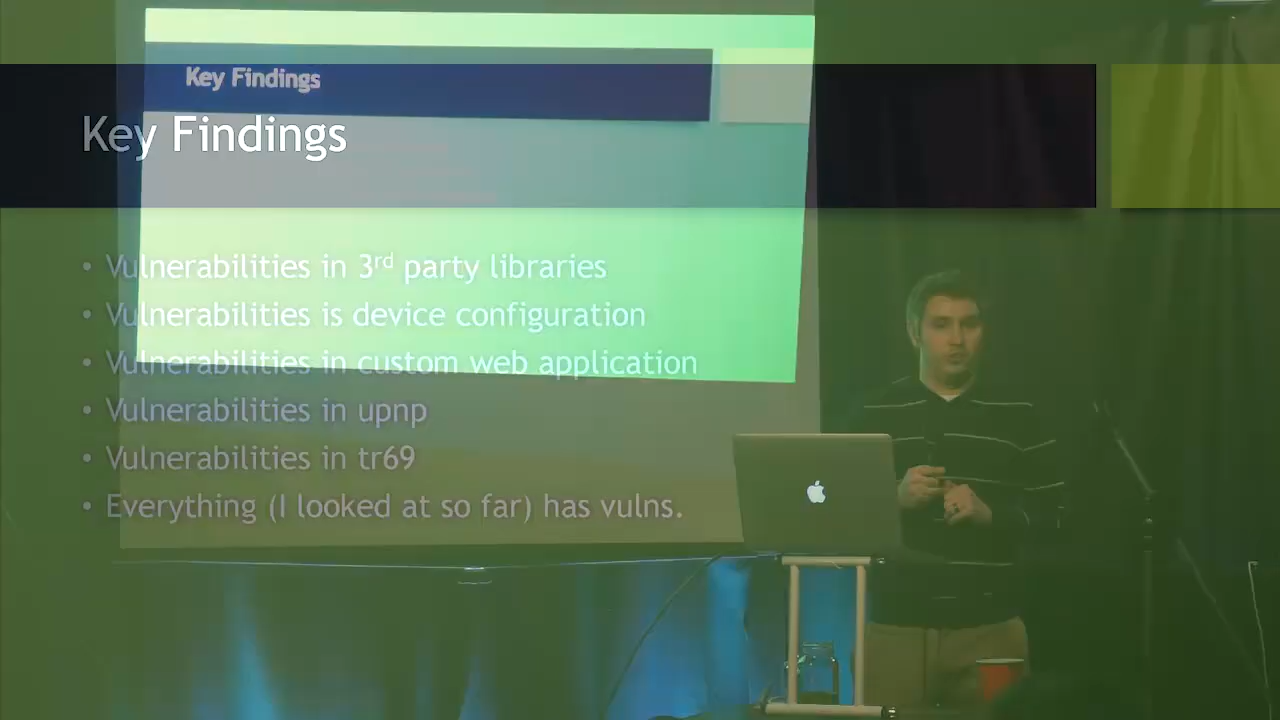 Key Findings
Key Findings
• Vulnerabilities in 3rd party libraries
• Vulnerabilities is device configuration
• Vulnerabilities in custom web application
• Vulnerabilities in upnp
• Vulnerabilities in tr69
• Everything (I looked at so far) has vulns.